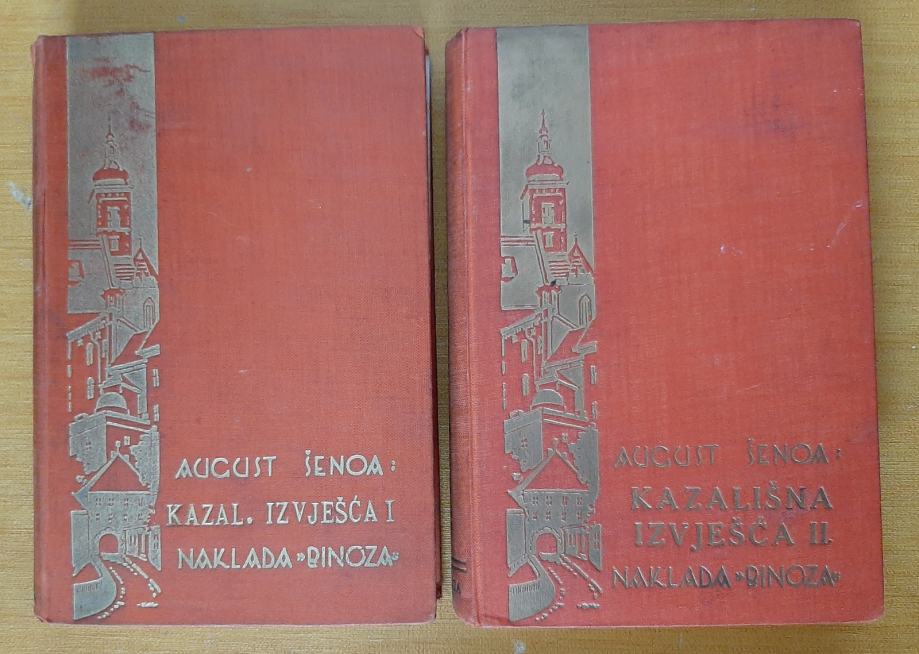 AUGUST ŠENOA:
KAZAL. IZVJEŠĆA I
NAKLADA »BINOZA«
AUGUST ŠENOA:
KAZALIŠNA
IZVJEŠĆA II.
NAKLADA »BINOZA«